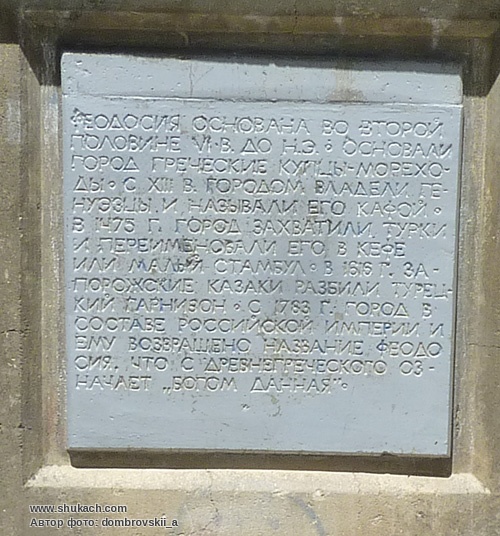 ФЕОДОСИЯ ОСНОВАНА ВО ВТОРОЙ
ПОЛОВИНЕ VI В. ДО Н.Э. ОСНОВАЛИ
ГОРОД ГРЕЧЕСКИЕ КУПЦЫ-МОРЕХО-
ДЫ. С XIII В. ГОРОДОМ ВЛАДЕЛИ ГЕ-
НУЭЗЦЫ И НАЗЫВАЛИ ЕГО КАФОЙ.
В 1475 Г. ГОРОД ЗАХВАТИЛИ ТУРКИ
И ПЕРЕИМЕНОВАЛИ ЕГО В КЕФЕ
ИЛИ МАЛЫЙ СТАМБУЛ. В 1616 Г. ЗА-
ПОРОЖСКИЕ КАЗАКИ РАЗБИЛИ ТУРЕЦ-
КИЙ ГАРНИЗОН. С 1783 Г. ГОРОД В
СОСТАВЕ РОССИЙСКОЙ ИМПЕРИИ И
ЕМУ ВОЗВРАЩЕНО НАЗВАНИЕ ФЕОДО
СИЯ, ЧТО С ДРЕВНЕГРЕЧЕСКОГО ОЗ-
НАЧАЕТ „БОГОМ ДАННАЯ".
www.shukach.com
Автор фото: dombrovskii_a